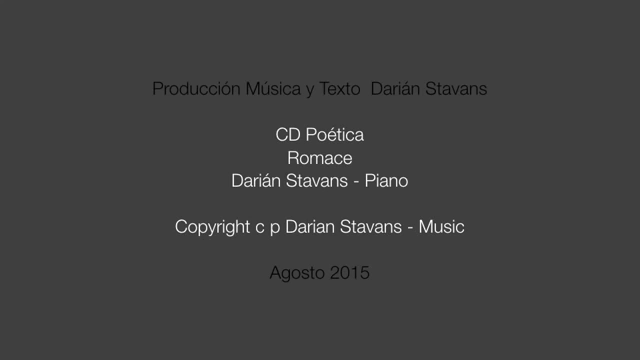 Producción Música y Texto  Darián Stavans
CD Poética
Romace
Darián Stavans - Piano
Copyright c p Darian Stavans - Music
Agosto 2015